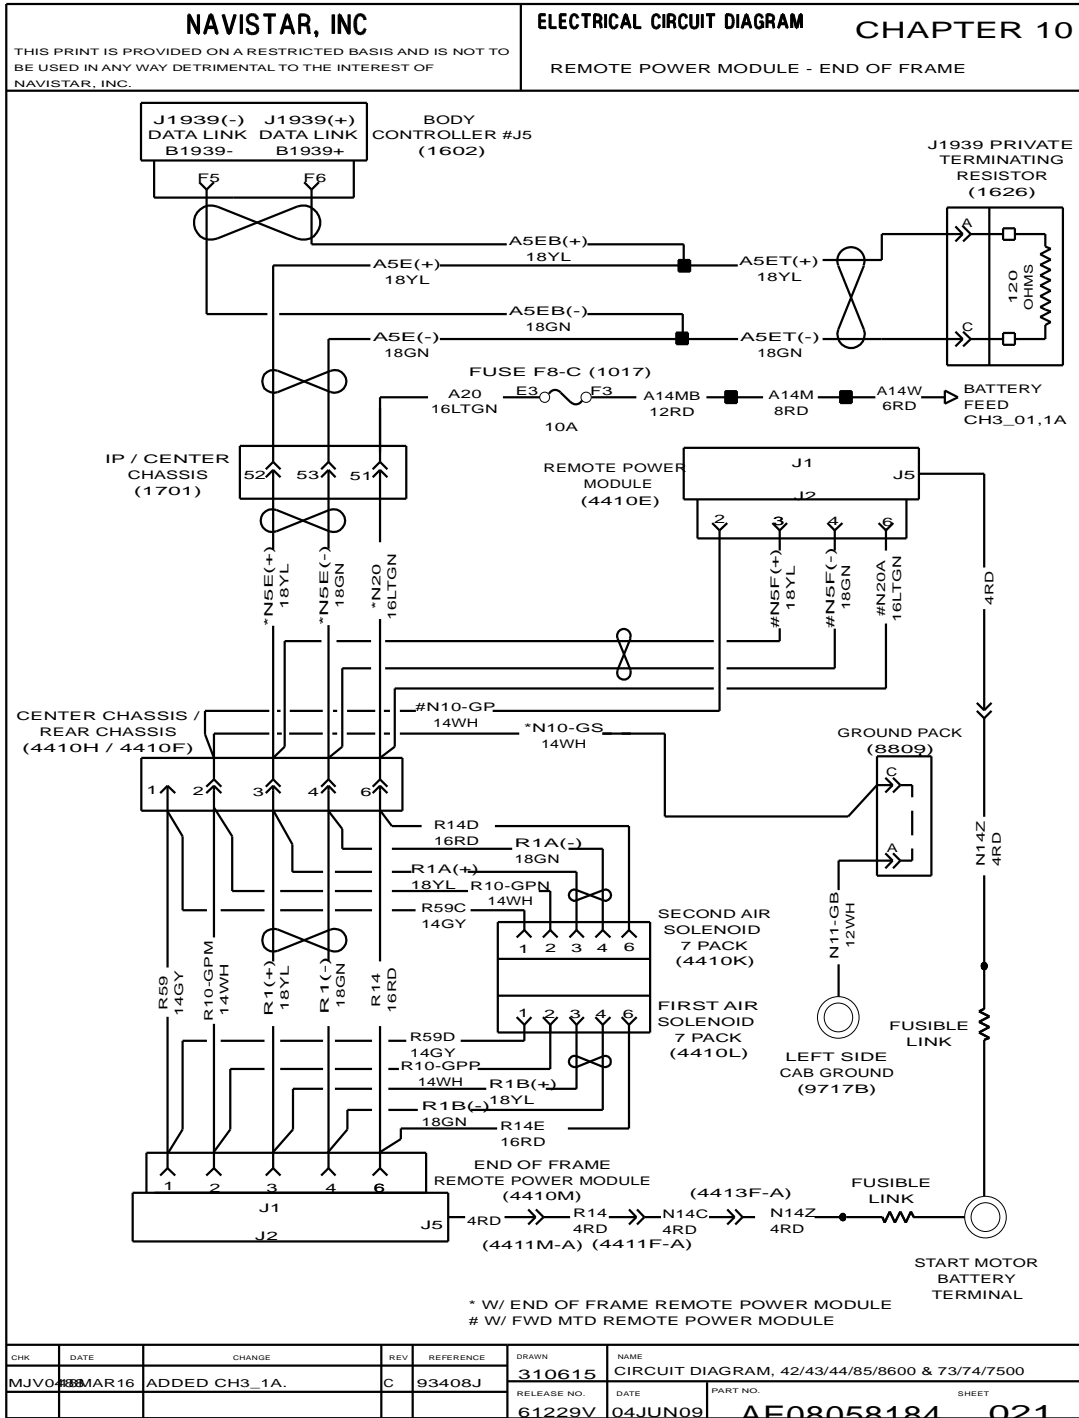 NAVISTAR, INC
THIS PRINT IS PROVIDED ON A RESTRICTED BASIS AND IS NOT TO
BE USED IN ANY WAY DETRIMENTAL TO THE INTEREST OF
NAVISTAR, INC.
ELECTRICAL CIRCUIT DIAGRAM
CHAPTER 10
REMOTE POWER MODULE - END OF FRAME
J1939(-) J1939(+)
DATA LINK DATA LINK
B1939- B1939+
F5 F6
BODY
CONTROLLER #J5
(1602)
J1939 PRIVATE
TERMINATING
RESISTOR
(1626)
A
120
OHMS
C
A5EB(+)
18YL
A5E(+)
18YL
A5ET(+)
18YL
A5EB(-)
18GN
A5E(-)
18GN
A5ET(-)
18GN
FUSE F8-C (1017)
A20
16LTGN
E3 F3
10A
A14MB
12RD
A14M
8RD
A14W
6RD
BATTERY
FEED
CH3_01,1A
IP / CENTER
CHASSIS
(1701)
52 53 51
REMOTE POWER
MODULE
(4410E)
J1
J5
J2
2 3 4 6
*N5E(+)
18YL
*N5E(-)
18GN
*N20
16LTGN
#N5F(+)
18YL
#N5F(-)
18GN
#N20A
16LTGN
4RD
#N10-GP
14WH
*N10-GS
14WH
CENTER CHASSIS /
REAR CHASSIS
(4410H / 4410F)
1 2 3 4 6
GROUND PACK
(8809)
C
A
R14D
16RD
R1A(-)
18GN
R1A(+)
18YL
R10-GPN
14WH
R59C
14GY
N14Z
4RD
N11-GB
12WH
SECOND AIR
SOLENOID
7 PACK
(4410K)
1 2 3 4 6
R59
14GY
R10-GPM
14WH
R1(+)
18YL
R1(-)
18GN
R14
16RD
1 2 3 4 6
FIRST AIR
SOLENOID
7 PACK
(4410L)
FUSIBLE
LINK
LEFT SIDE
CAB GROUND
(9717B)
R59D
14GY
R10-GPP
14WH
R1B(+)
18YL
R1B(-)
18GN
R14E
16RD
1 2 3 4 6
J1
J2
J5
END OF FRAME
REMOTE POWER MODULE
(4410M)
4RD
(4411M-A)
R14
4RD
(4411F-A)
N14C
4RD
(4413F-A)
N14Z
4RD
FUSIBLE
LINK
START MOTOR
BATTERY
TERMINAL
* W/ END OF FRAME REMOTE POWER MODULE
# W/ FWD MTD REMOTE POWER MODULE
CHK DATE CHANGE REV REFERENCE
ADDED CH3_1A. C 93408J
DRAWN
310615
NAME
CIRCUIT DIAGRAM, 42/43/44/85/8600 & 73/74/7500
RELEASE NO.
61229V
DATE
04JUN09
PART NO.
AE08058184
SHEET
021